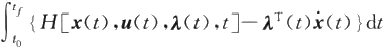 ∫_{t_0}^{t_f} {H[𝒙(t),𝒖(t),𝝀(t),t]−𝝀^T(t)𝒙̇(t)}dt